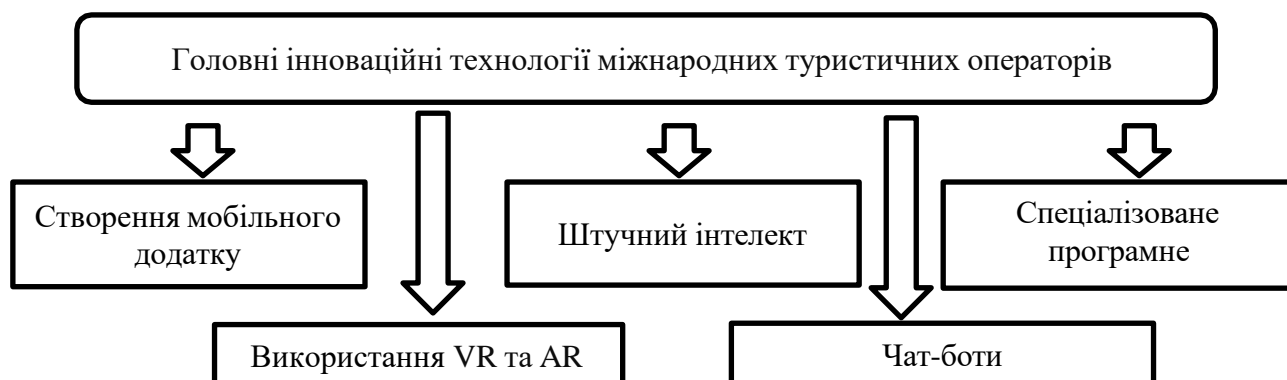 Головні інноваційні технології міжнародних туристичних операторів
Створення мобільного
додатку
Штучний інтелект
Спеціалізоване
програмне
Використання VR та AR
Чат-боти